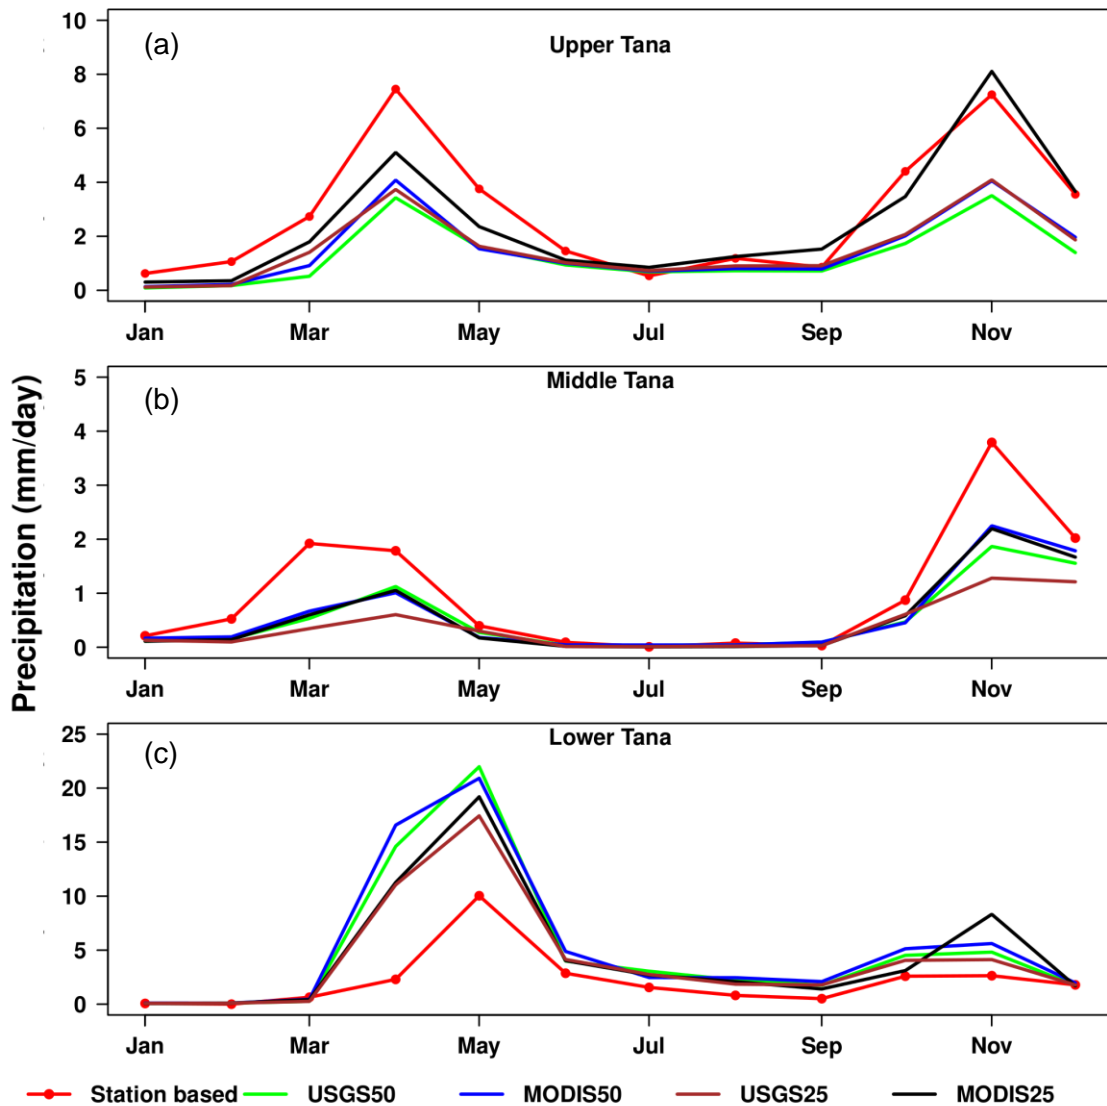 (a)
Upper Tana
10
8
6
4
2
0
Jan Mar May Jul Sep Nov
Precipitation (mm/day)
(b)
Middle Tana
5
4
3
2
1
0
Jan Mar May Jul Sep Nov
(c)
Lower Tana
25
20
15
10
5
0
Jan Mar May Jul Sep Nov
Station based USGS50 MODIS50 USGS25 MODIS25